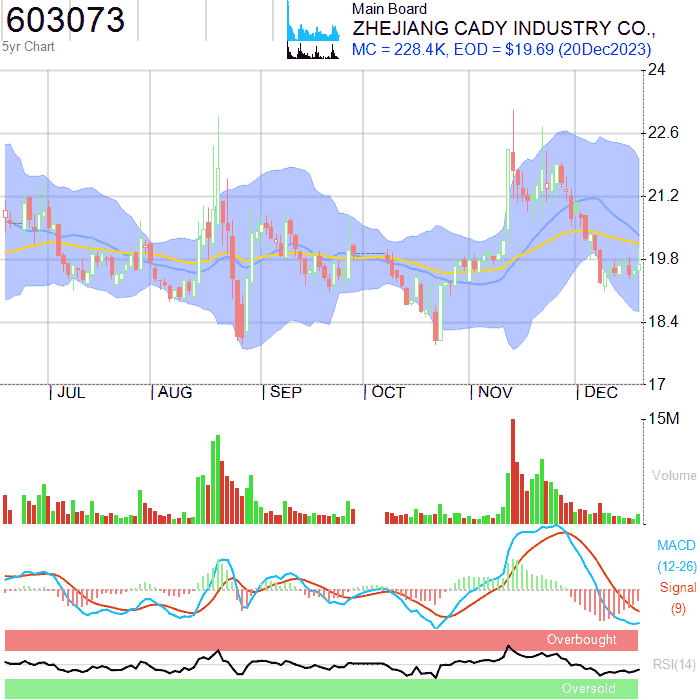 603073
5yr Chart
Main Board
ZHEJIANG CADY INDUSTRY CO.,
MC = 228.4K, EOD = $19.69 (20Dec2023)
24
22.6
21.2
19.8
18.4
17
JUL AUG SEP OCT NOV DEC
15M
Volume
MACD
(12-26)
Signal
(9)
Overbought
RSI(14)
Oversold